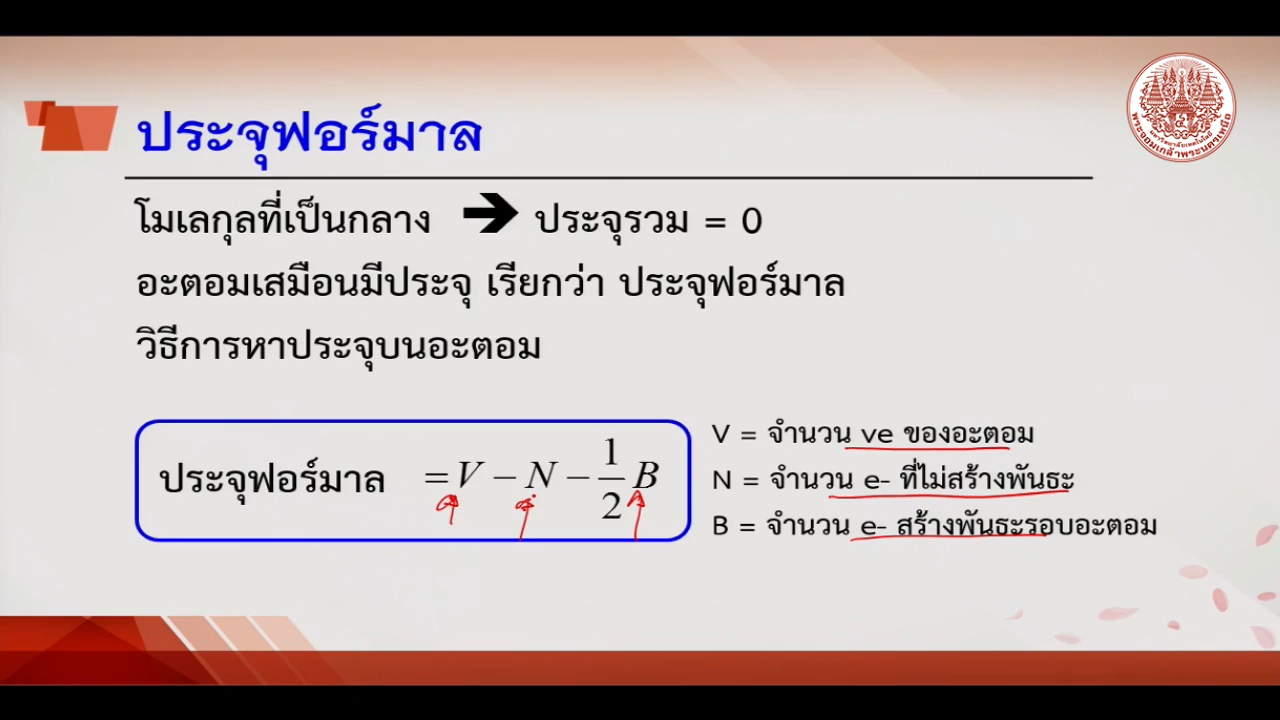 ประจุฟอร์มาล
โมเลกุลที่เป็นกลาง ➔ ประจุรวม = 0
อะตอมเสมือนมีประจุ เรียกว่า ประจุฟอร์มาล
วิธีการหาประจุบนอะตอม
ประจุฟอร์มาล = V − N − 1/2 B
V = จำนวน ve ของอะตอม
N = จำนวน e- ที่ไม่สร้างพันธะ
B = จำนวน e- สร้างพันธะรอบอะตอม